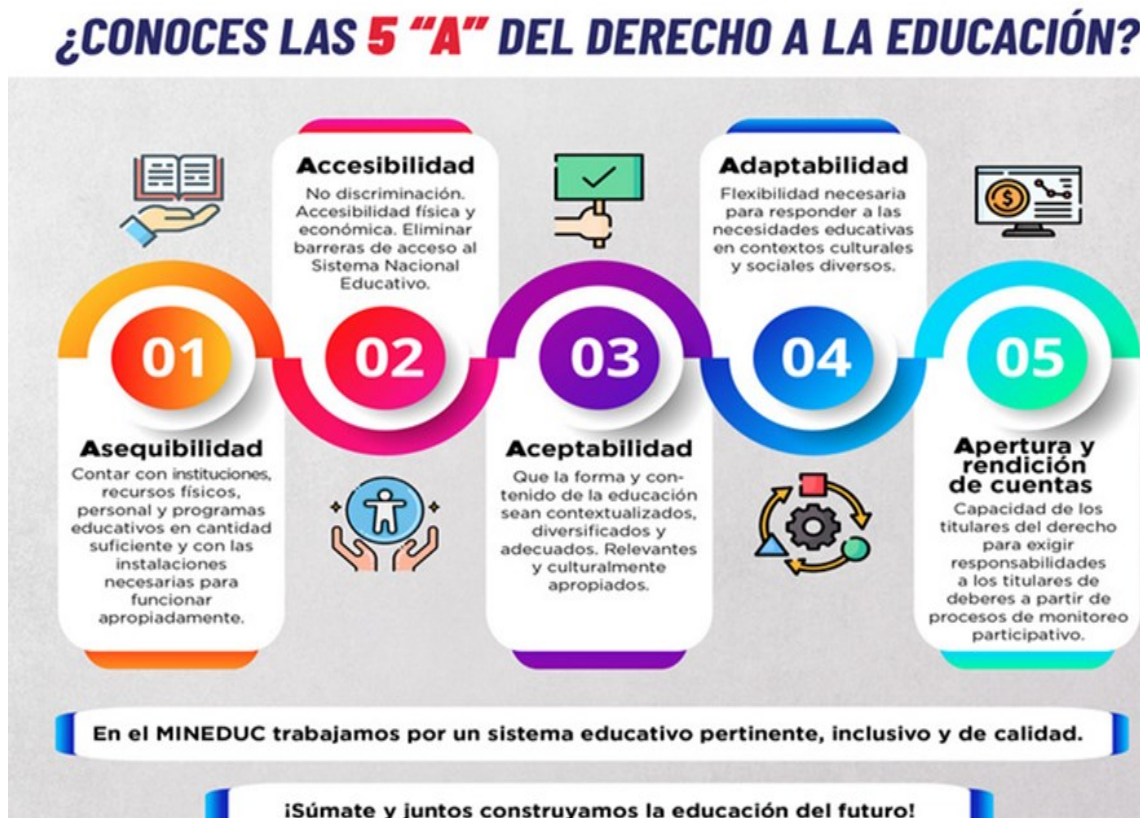 ¿CONOCES LAS 5 “A” DEL DERECHO A LA EDUCACIÓN?
01
Asequibilidad
Contar con instituciones,
recursos físicos,
personal y programas
educativos en cantidad
suficiente y con las
instalaciones
necesarias para
funcionar
apropiadamente.
Accesibilidad
No discriminación.
Accesibilidad física y
económica. Eliminar
barreras de acceso al
Sistema Nacional
Educativo.
02
03
Aceptabilidad
Que la forma y con-
tenido de la educación
sean contextualizados,
diversificados y
adecuados. Relevantes
y culturalmente
apropiados.
Adaptabilidad
Flexibilidad necesaria
para responder a las
necesidades educativas
en contextos culturales
y sociales diversos.
04
$
05
Apertura y
rendición
de cuentas
Capacidad de los
titulares del derecho
para exigir
responsabilidades
a los titulares de
deberes a partir de
procesos de monitoreo
participativo.
En el MINEDUC trabajamos por un sistema educativo pertinente, inclusivo y de calidad.
¡Súmate y juntos construyamos la educación del futuro!